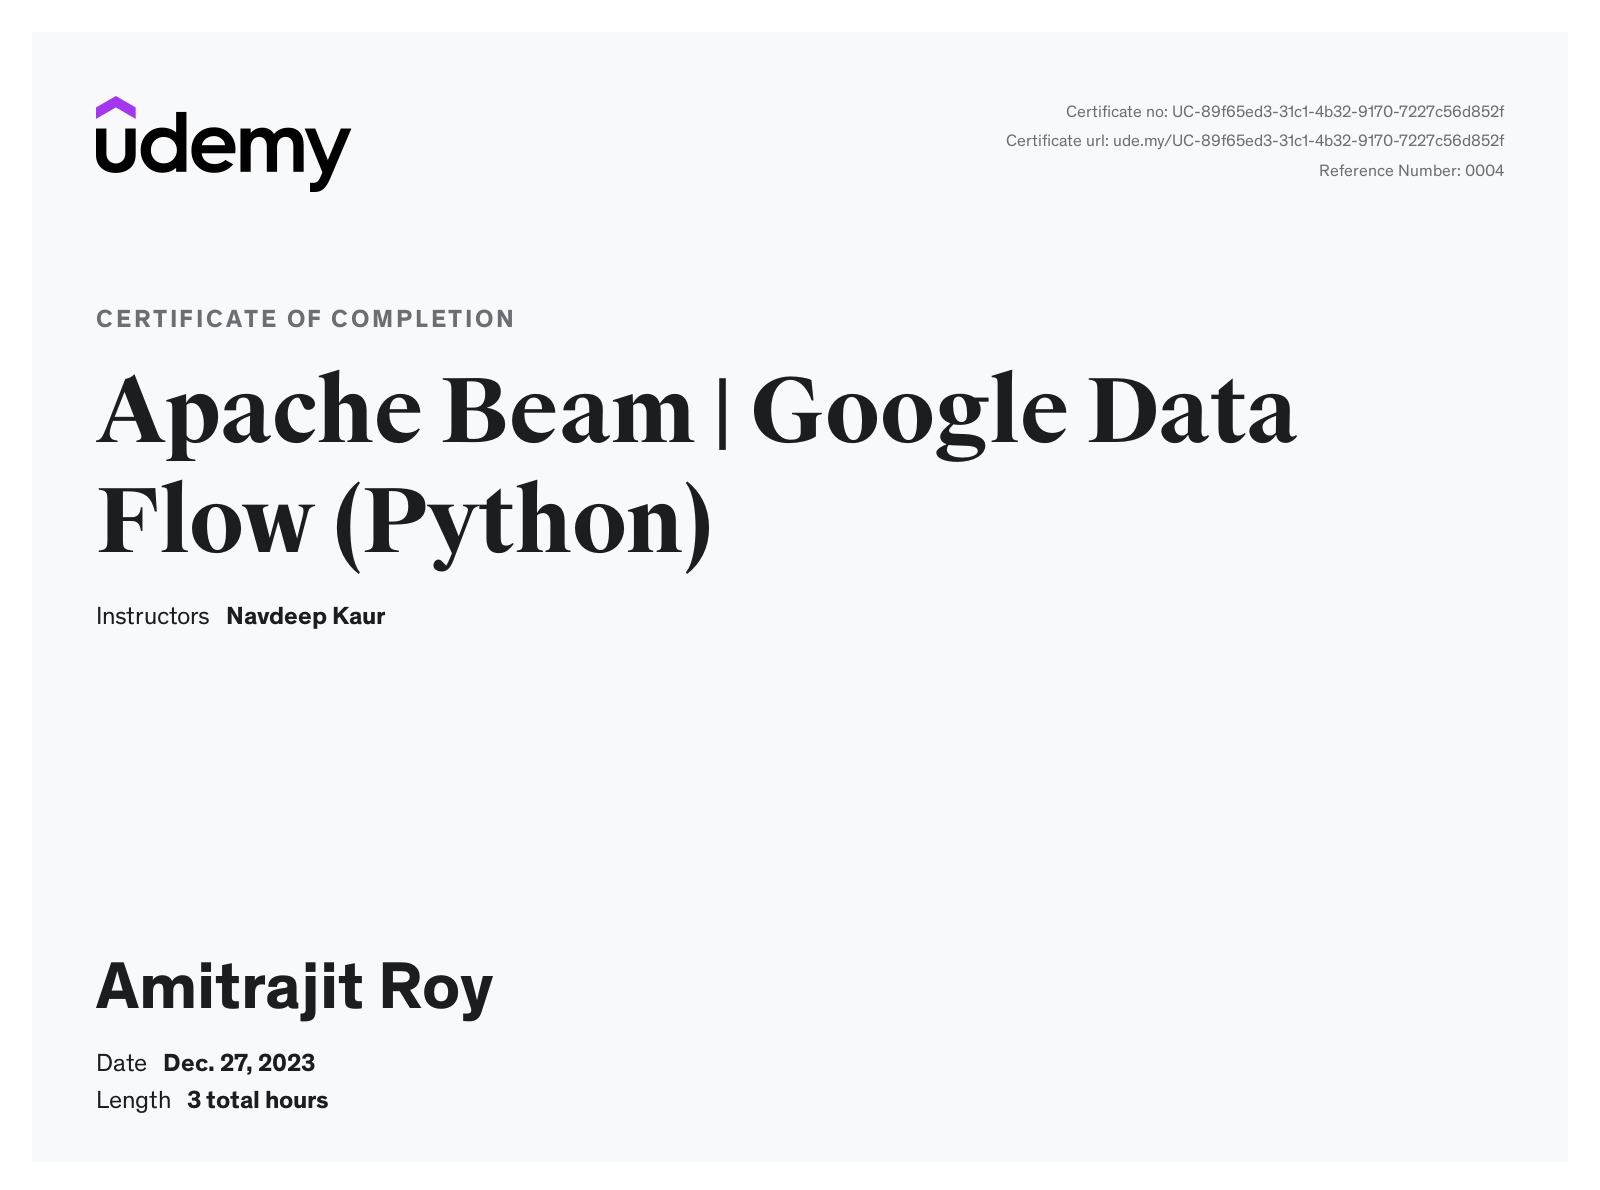 udemy
Certificate no: UC-89f65ed3-31c1-4b32-9170-7227c56d852f
Certificate url: ude.my/UC-89f65ed3-31c1-4b32-9170-7227c56d852f
Reference Number: 0004
CERTIFICATE OF COMPLETION
Apache Beam | Google Data
Flow (Python)
Instructors Navdeep Kaur
Amitrajit Roy
Date Dec. 27, 2023
Length 3 total hours